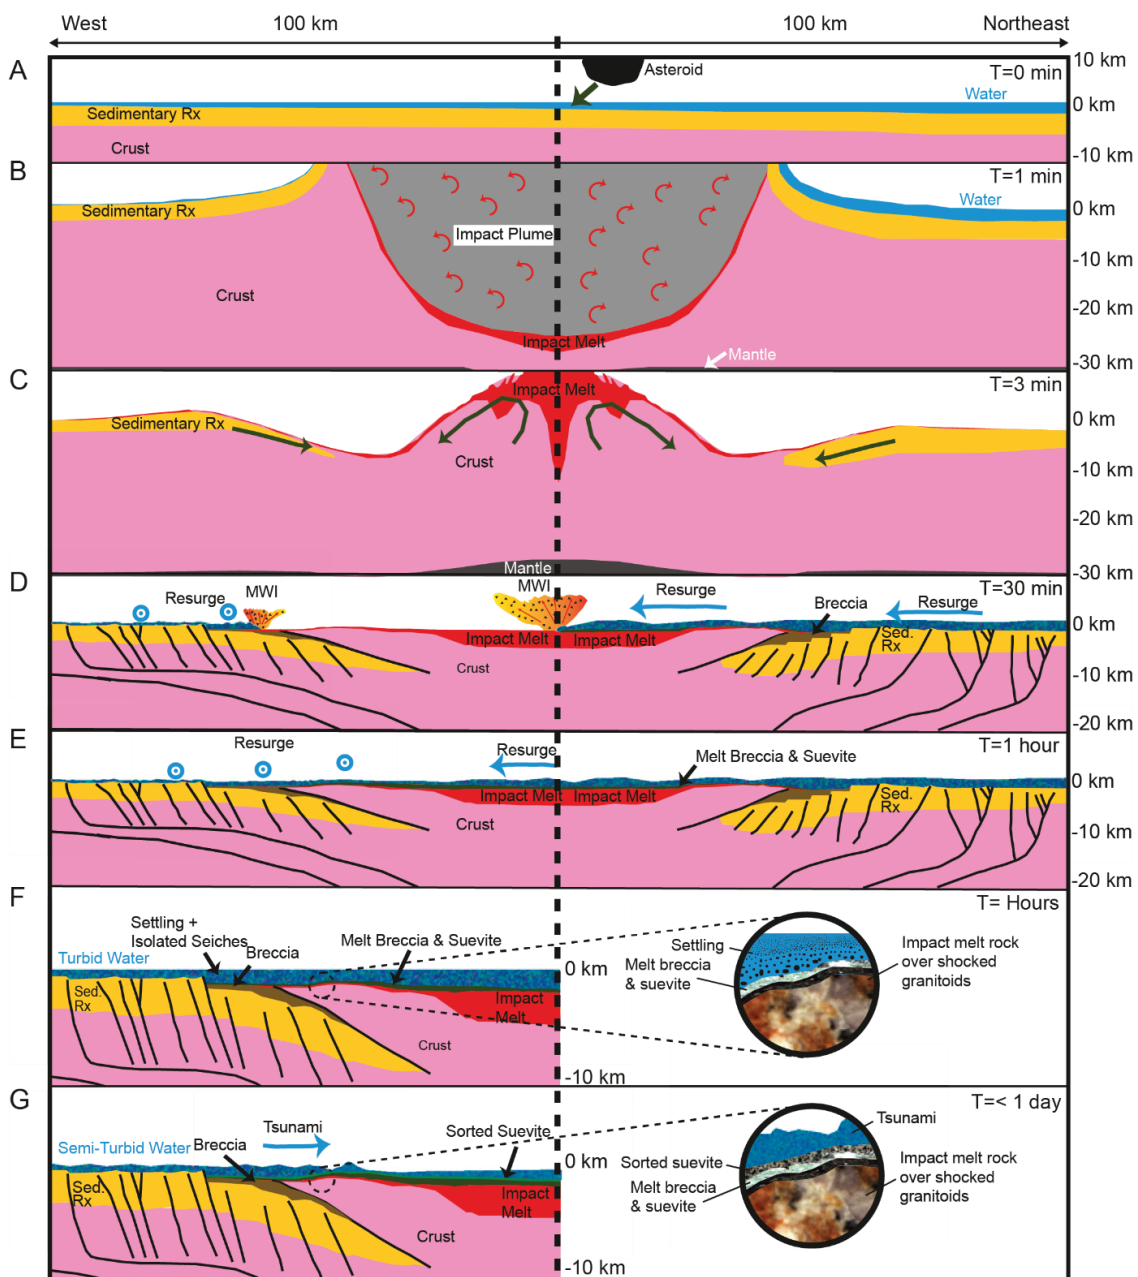 West
100 km
100 km
Northeast
A
Asteroid
T=0 min
10 km
Water
0 km
Sedimentary Rx
Crust
-10 km
B
T=1 min
Sedimentary Rx
Water
0 km
Impact Plume
-10 km
Crust
-20 km
Impact Melt
Mantle
-30 km
C
Impact Melt
T=3 min
0 km
Sedimentary Rx
Crust
-10 km
-20 km
Mantle
-30 km
D
MWI
MWI
Resurge
T=30 min
Resurge
Breccia
Resurge
0 km
Impact Melt
Impact Melt
Sed.
Rx
Crust
-10 km
-20 km
E
Resurge
Resurge
Melt Breccia & Suevite
T=1 hour
0 km
Impact Melt
Impact Melt
Sed.
Rx
Crust
-10 km
-20 km
F
T= Hours
Settling +
Isolated Seiches
Breccia
Melt Breccia & Suevite
Turbid Water
0 km
Sed.
Rx
Impact
Melt
Crust
-10 km
Settling
Melt breccia
& suevite
Impact melt rock
over shocked
granitoids
G
T=< 1 day
Tsunami
Semi-Turbid Water
Breccia
Sorted Suevite
0 km
Sed.
Rx
Impact
Melt
Crust
-10 km
Tsunami
Sorted suevite
Melt breccia
& suevite
Impact melt rock
over shocked
granitoids